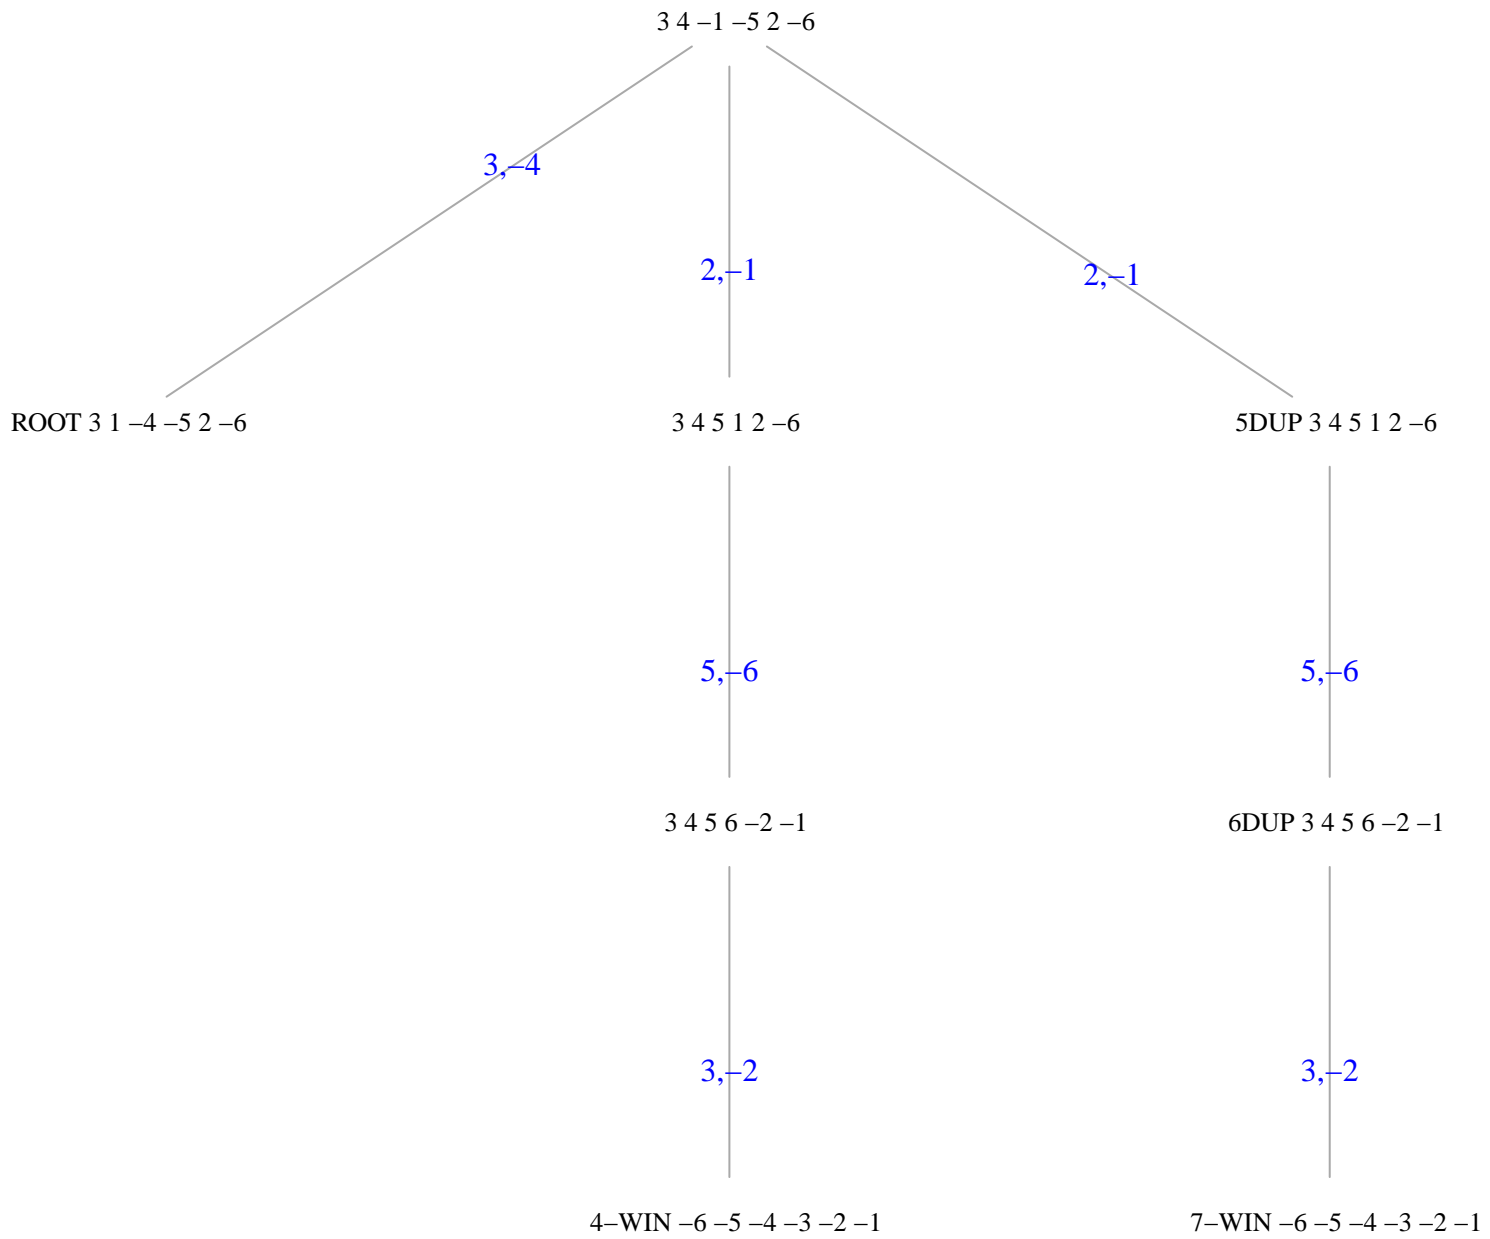 3 4 –1 –5 2 –6
3,–4
2,–1
2,–1
ROOT 3 1 –4 –5 2 –6
3 4 5 1 2 –6
5DUP 3 4 5 1 2 –6
5,–6
5,–6
3 4 5 6 –2 –1
6DUP 3 4 5 6 –2 –1
3,–2
3,–2
4–WIN –6 –5 –4 –3 –2 –1
7–WIN –6 –5 –4 –3 –2 –1